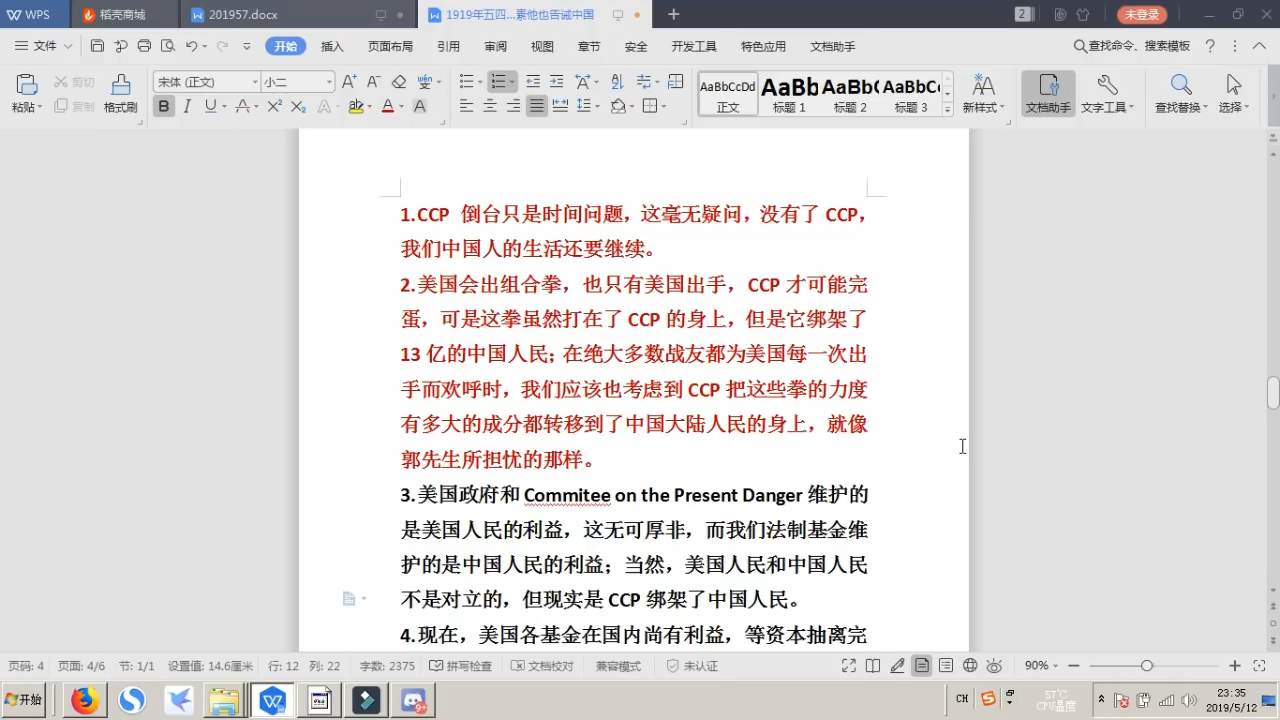 WPS 稻壳商城 201957.docx 1919年五四...素他也告诫中国 2 未登录
文件 开始 插入 页面布局 引用 审阅 视图 章节 安全 开发工具 特色应用 文档助手 查找命令、搜索模板
粘贴 剪切 复制 格式刷 宋体 (正文) 小二 AaBbCcDd 正文 AaBb 标题 1 AaBb( 标题 2 AaBbC( 标题 3 新样式 文档助手 文字工具 查找替换 选择
1.CCP 倒台只是时间问题，这毫无疑问，没有了 CCP，
我们中国人的生活还要继续。
2.美国会出组合拳，也只有美国出手，CCP 才可能完
蛋，可是这拳虽然打在了 CCP 的身上，但是它绑架了
13 亿的中国人民；在绝大多数战友都为美国每一次出
手而欢呼时，我们应该也考虑到 CCP 把这些拳的力度
有多大的成分都转移到了中国大陆人民的身上，就像
郭先生所担忧的那样。
3.美国政府和 Commitee on the Present Danger 维护的
是美国人民的利益，这无可厚非，而我们法制基金维
护的是中国人民的利益；当然，美国人民和中国人民
不是对立的，但现实是 CCP 绑架了中国人民。
4.现在，美国各基金在国内尚有利益，等资本抽离完
页码: 4 页面: 4/6 节: 1/1 设置值: 14.6厘米 行: 12 列: 22 字数: 2375 拼写检查 文档校对 兼容模式 未认证 90%
开始 CH 57℃ 23:35
CPU温度 2019/5/12